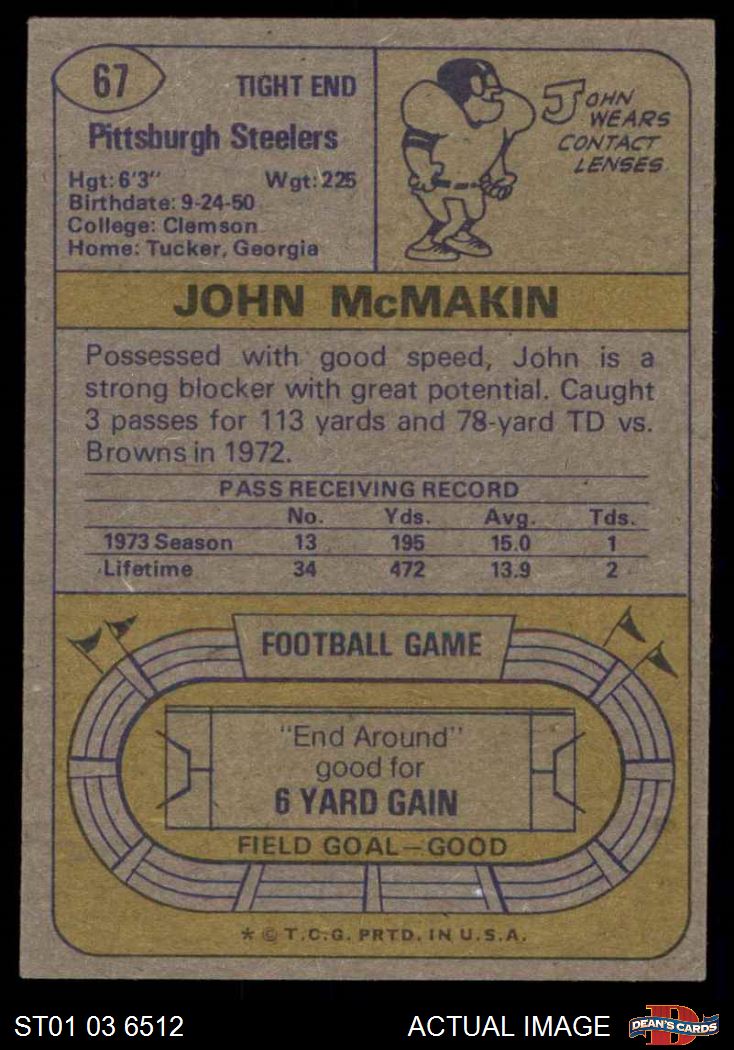 67
TIGHT END
Pittsburgh Steelers
Hgt: 6'3" Wgt: 225
Birthdate: 9-24-50
College: Clemson
Home: Tucker, Georgia
JOHN
WEARS
CONTACT
LENSES.
JOHN McMAKIN
Possessed with good speed, John is a
strong blocker with great potential. Caught
3 passes for 113 yards and 78-yard TD vs.
Browns in 1972.
PASS RECEIVING RECORD
No. Yds. Avg. Tds.
1973 Season 13 195 15.0 1
Lifetime 34 472 13.9 2
FOOTBALL GAME
"End Around"
good for
6 YARD GAIN
FIELD GOAL—GOOD
* © T.C.G. PRTD. IN U.S.A.
ST01 03 6512 ACTUAL IMAGE
D
DEAN'S CARDS